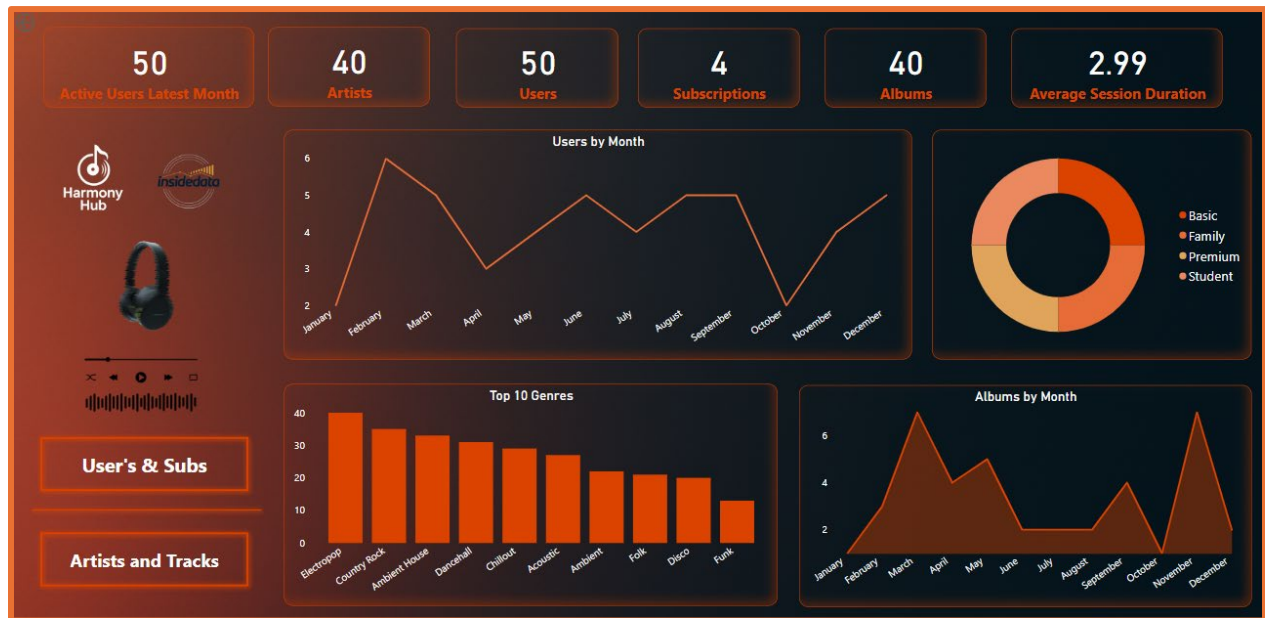 50
Active Users Latest Month
40
Artists
50
Users
4
Subscriptions
40
Albums
2.99
Average Session Duration
Harmony
Hub
insidedata
User's & Subs
Artists and Tracks
Users by Month
6
5
4
3
2
January
February
March
April
May
June
July
August
September
October
November
December
Basic
Family
Premium
Student
Top 10 Genres
40
30
20
10
0
Electropop
Country Rock
Ambient House
Dancehall
Chillout
Acoustic
Ambient
Folk
Disco
Funk
Albums by Month
6
4
2
January
February
March
April
May
June
July
August
September
October
November
December